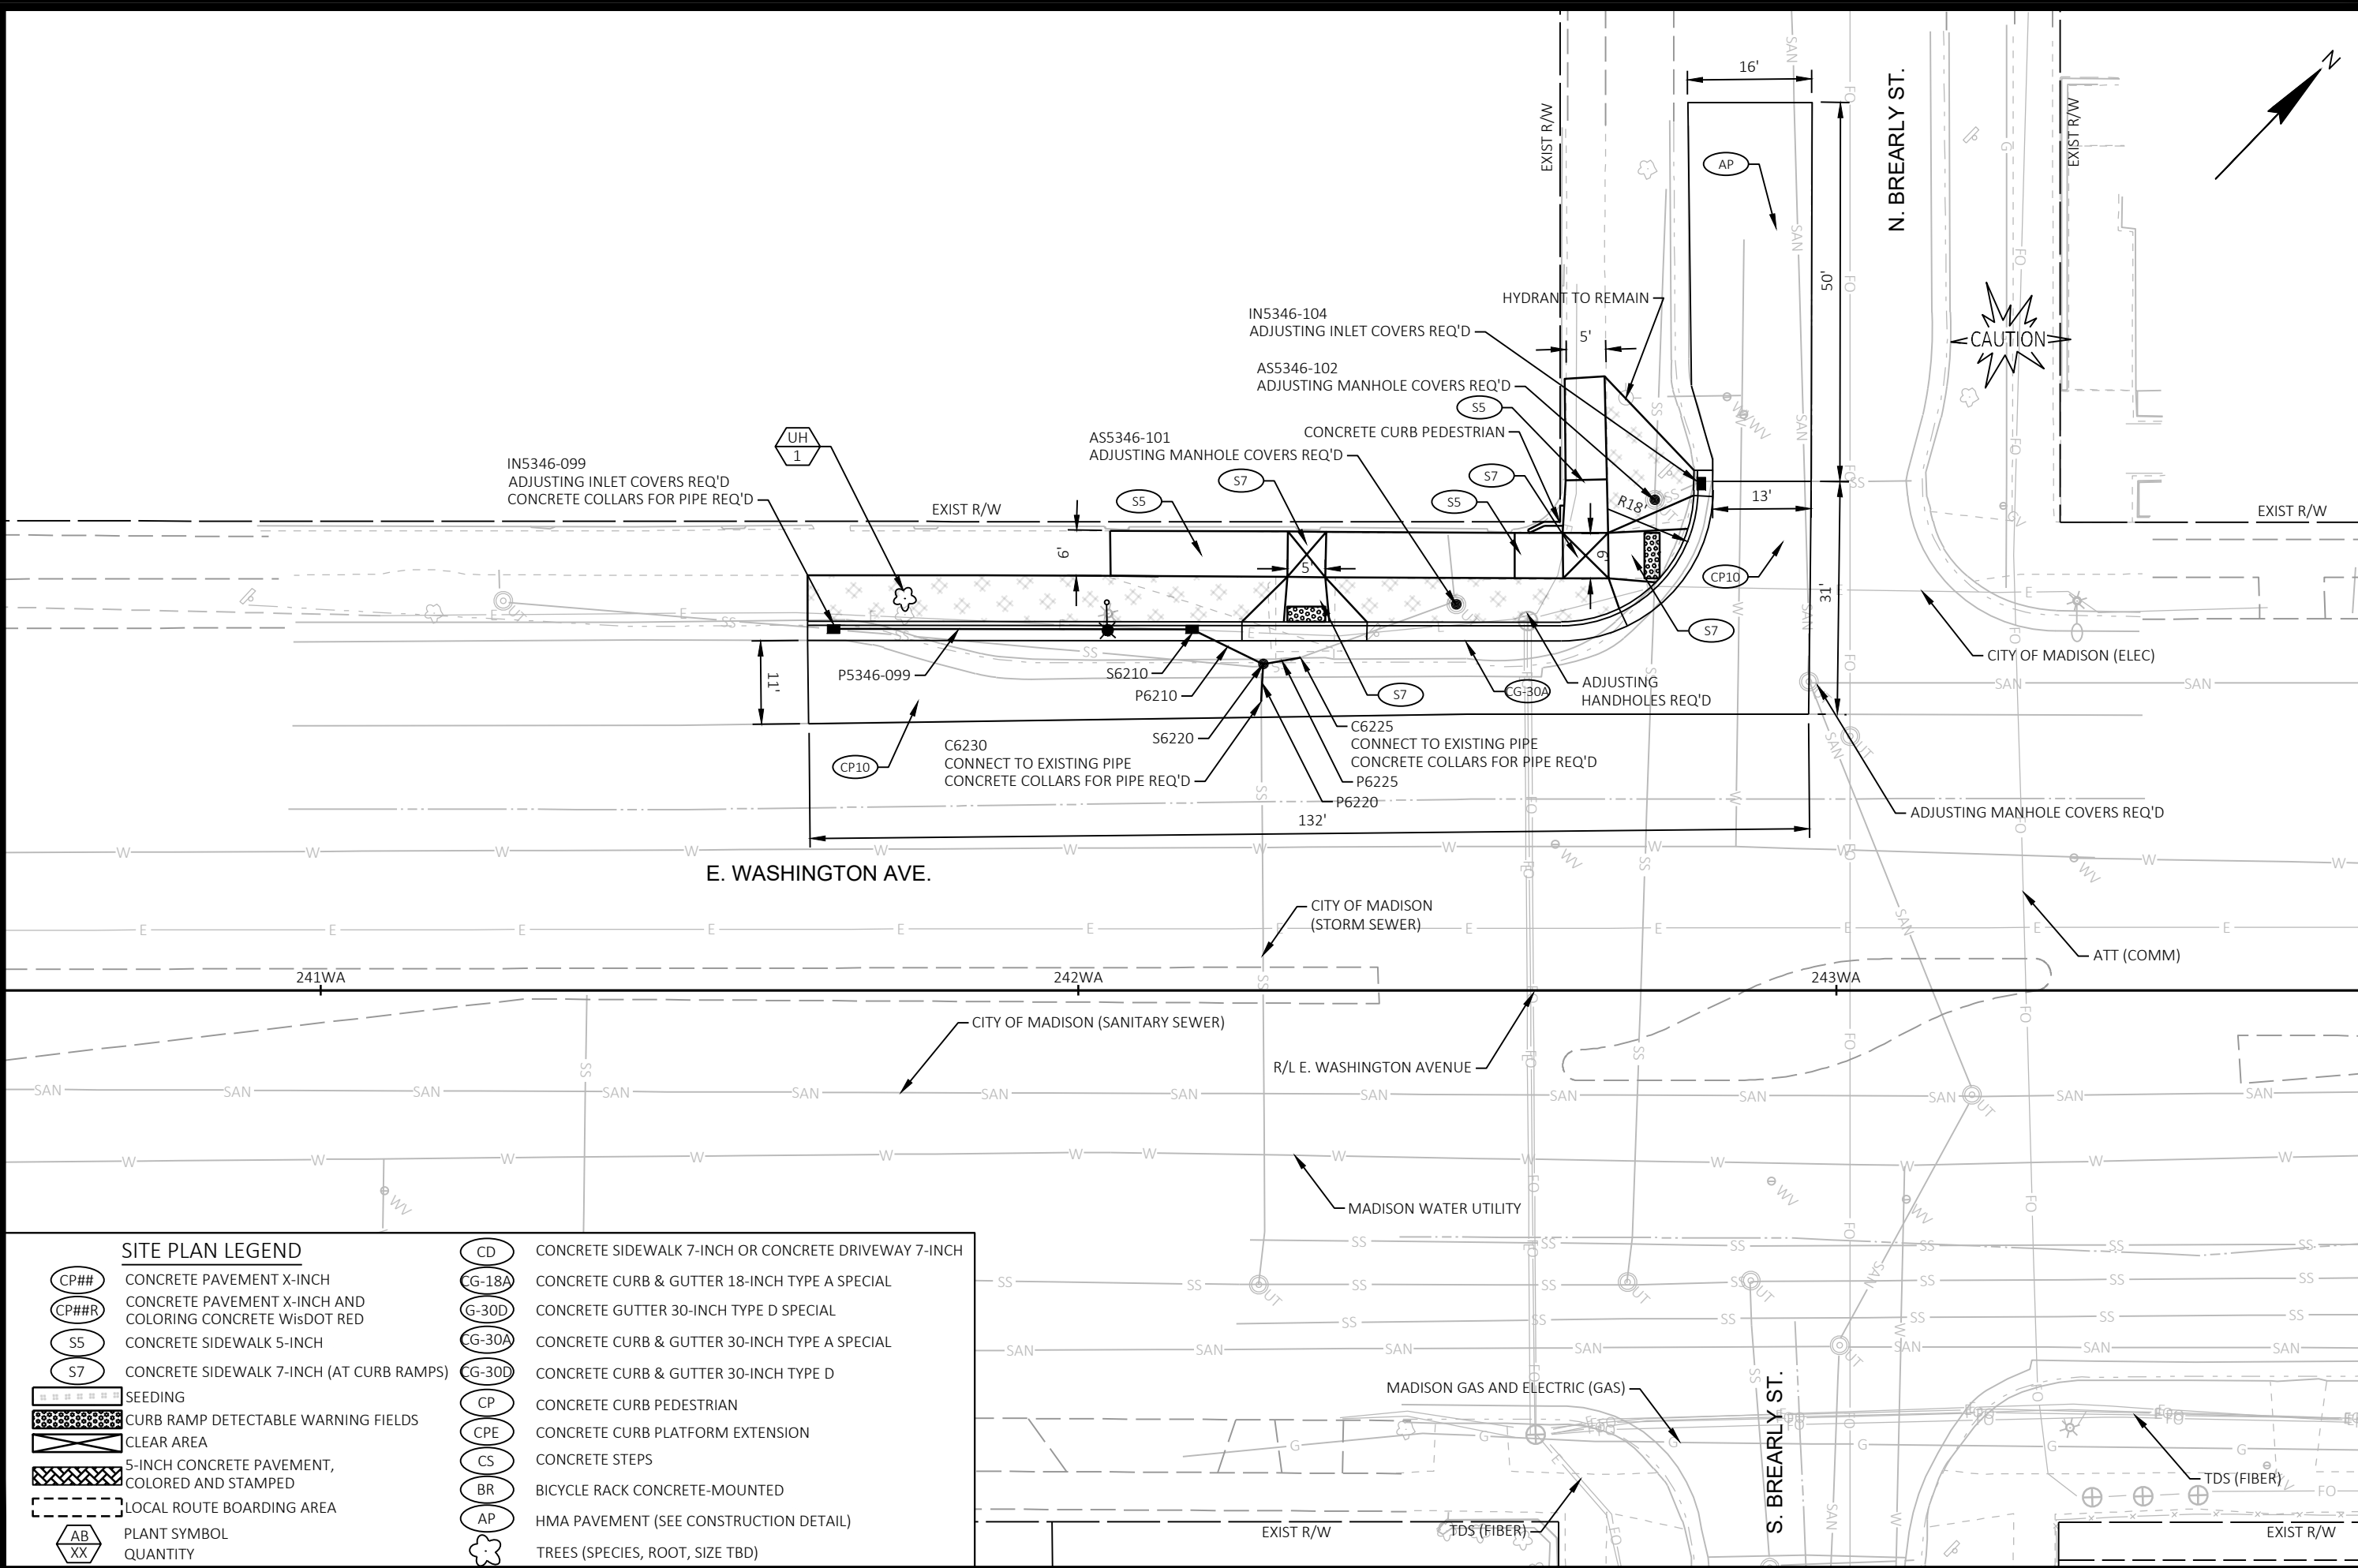 16'
N
N. BREARLY ST.
EXIST R/W
EXIST R/W
AP
50'
HYDRANT TO REMAIN
IN5346-104
ADJUSTING INLET COVERS REQ'D
5'
CAUTION
AS5346-102
ADJUSTING MANHOLE COVERS REQ'D
S5
CONCRETE CURB PEDESTRIAN
UH
1
AS5346-101
ADJUSTING MANHOLE COVERS REQ'D
IN5346-099
ADJUSTING INLET COVERS REQ'D
CONCRETE COLLARS FOR PIPE REQ'D
S7
S7
S5
S5
R18'
13'
EXIST R/W
EXIST R/W
6'
5'
6'
CP10
31'
S7
CITY OF MADISON (ELEC)
P5346-099
S6210
P6210
S7
CG-30A
ADJUSTING
HANDHOLES REQ'D
11'
S6220
C6225
CONNECT TO EXISTING PIPE
CONCRETE COLLARS FOR PIPE REQ'D
C6230
CONNECT TO EXISTING PIPE
CONCRETE COLLARS FOR PIPE REQ'D
CP10
P6225
P6220
132'
ADJUSTING MANHOLE COVERS REQ'D
E. WASHINGTON AVE.
CITY OF MADISON
(STORM SEWER)
ATT (COMM)
241WA
242WA
243WA
CITY OF MADISON (SANITARY SEWER)
R/L E. WASHINGTON AVENUE
MADISON WATER UTILITY
MADISON GAS AND ELECTRIC (GAS)
S. BREARLY ST.
TDS (FIBER)
TDS (FIBER)
EXIST R/W
EXIST R/W
SITE PLAN LEGEND
CP## CONCRETE PAVEMENT X-INCH
CP##R CONCRETE PAVEMENT X-INCH AND
COLORING CONCRETE WisDOT RED
S5 CONCRETE SIDEWALK 5-INCH
S7 CONCRETE SIDEWALK 7-INCH (AT CURB RAMPS)
SEEDING
CURB RAMP DETECTABLE WARNING FIELDS
CLEAR AREA
5-INCH CONCRETE PAVEMENT,
COLORED AND STAMPED
LOCAL ROUTE BOARDING AREA
AB
XX
PLANT SYMBOL
QUANTITY
CD CONCRETE SIDEWALK 7-INCH OR CONCRETE DRIVEWAY 7-INCH
CG-18A CONCRETE CURB & GUTTER 18-INCH TYPE A SPECIAL
G-30D CONCRETE GUTTER 30-INCH TYPE D SPECIAL
CG-30A CONCRETE CURB & GUTTER 30-INCH TYPE A SPECIAL
CG-30D CONCRETE CURB & GUTTER 30-INCH TYPE D
CP CONCRETE CURB PEDESTRIAN
CPE CONCRETE CURB PLATFORM EXTENSION
CS CONCRETE STEPS
BR BICYCLE RACK CONCRETE-MOUNTED
AP HMA PAVEMENT (SEE CONSTRUCTION DETAIL)
TREES (SPECIES, ROOT, SIZE TBD)